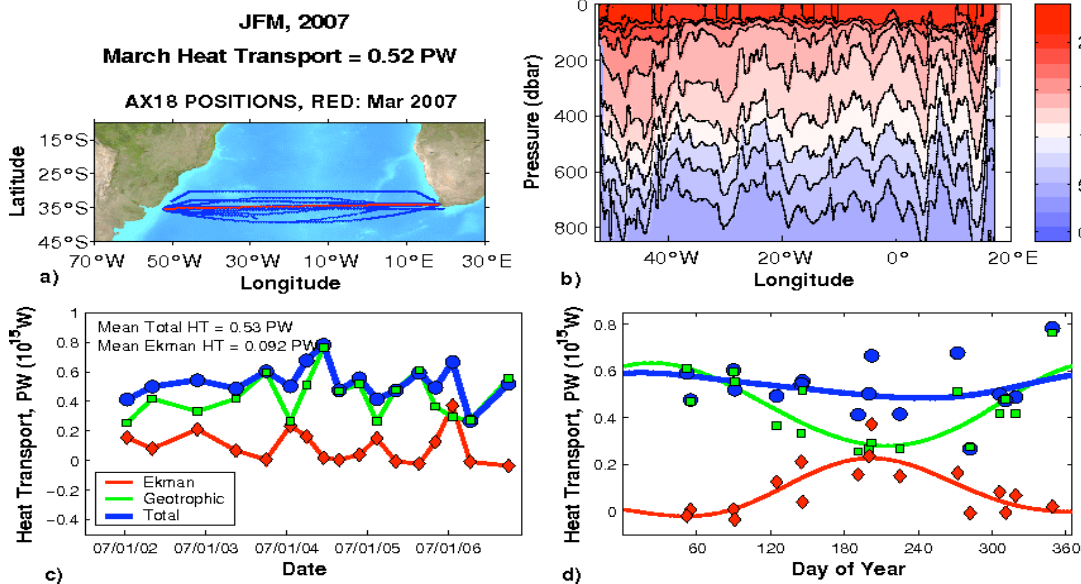 JFM, 2007
March Heat Transport = 0.52 PW
AX18 POSITIONS, RED: Mar 2007
Latitude
15°S
25°S
35°S
45°S
70°W
50°W
30°W
10°W
10°E
30°E
a)
Longitude
Pressure (dbar)
0
200
400
600
800
40°W
20°W
0°
20°E
b)
Longitude
Heat Transport, PW (10^15W)
1
0.8
0.6
0.4
0.2
0
−0.2
−0.4
Mean Total HT = 0.53 PW
Mean Ekman HT = 0.092 PW
Ekman
Geotrophic
Total
07/01/02
07/01/03
07/01/04
07/01/05
07/01/06
c)
Date
Heat Transport, PW (10^15W)
0.8
0.6
0.4
0.2
0
60
120
180
240
300
360
d)
Day of Year